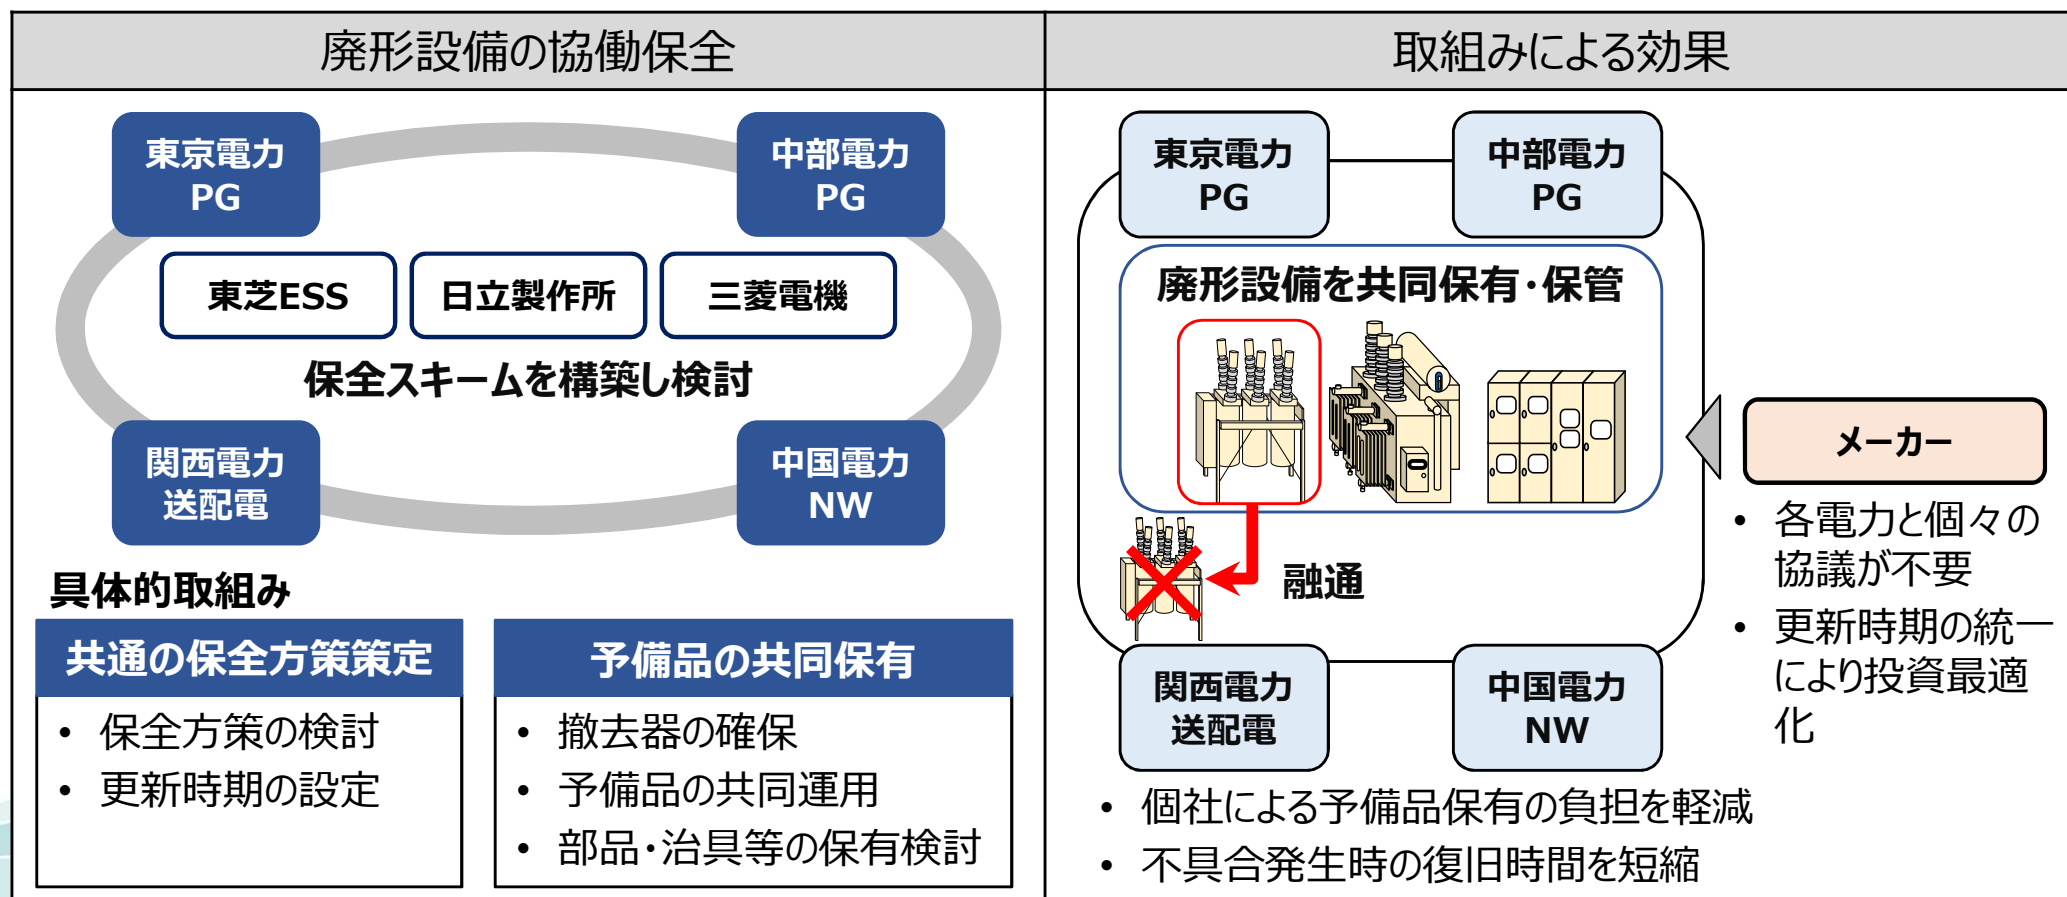 廃形設備の協働保全
東京電力
PG
中部電力
PG
東芝ESS
日立製作所
三菱電機
保全スキームを構築し検討
関西電力
送配電
中国電力
NW
具体的取組み
共通の保全方策策定
・ 保全方策の検討
・ 更新時期の設定
予備品の共同保有
・ 撤去器の確保
・ 予備品の共同運用
・ 部品・治具等の保有検討
取組みによる効果
東京電力
PG
中部電力
PG
廃形設備を共同保有・保管
融通
関西電力
送配電
中国電力
NW
メーカー
・ 各電力と個々の
協議が不要
・ 更新時期の統一
により投資最適
化
・ 個社による予備品保有の負担を軽減
・ 不具合発生時の復旧時間を短縮